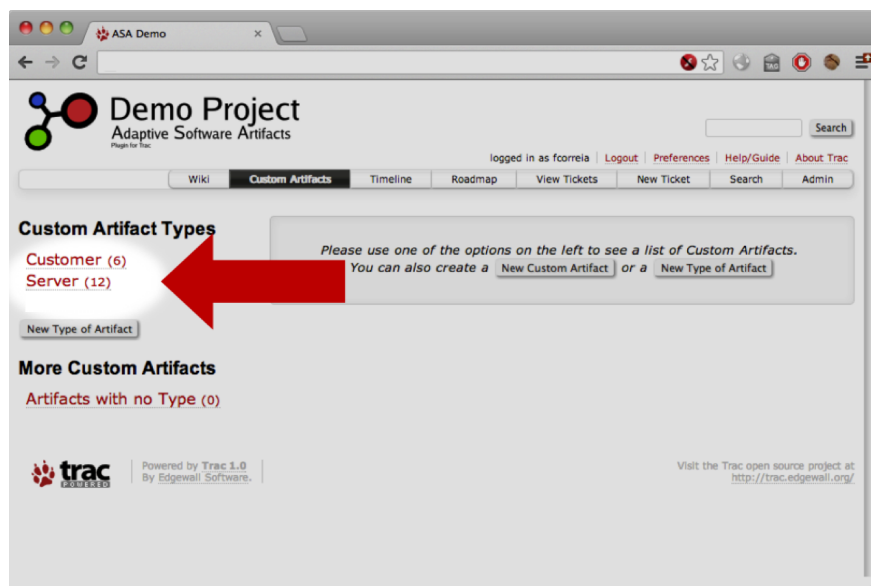 ASA Demo
Demo Project
Adaptive Software Artifacts
Plugin for Trac
Search
logged in as fcorreia Logout Preferences Help/Guide About Trac
Wiki Custom Artifacts Timeline Roadmap View Tickets New Ticket Search Admin
Custom Artifact Types
Customer (6)
Server (12)
New Type of Artifact
Please use one of the options on the left to see a list of Custom Artifacts.
You can also create a New Custom Artifact or a New Type of Artifact
More Custom Artifacts
Artifacts with no Type (0)
trac
POWERED
Powered by Trac 1.0
By Edgewall Software.
Visit the Trac open source project at
http://trac.edgewall.org/